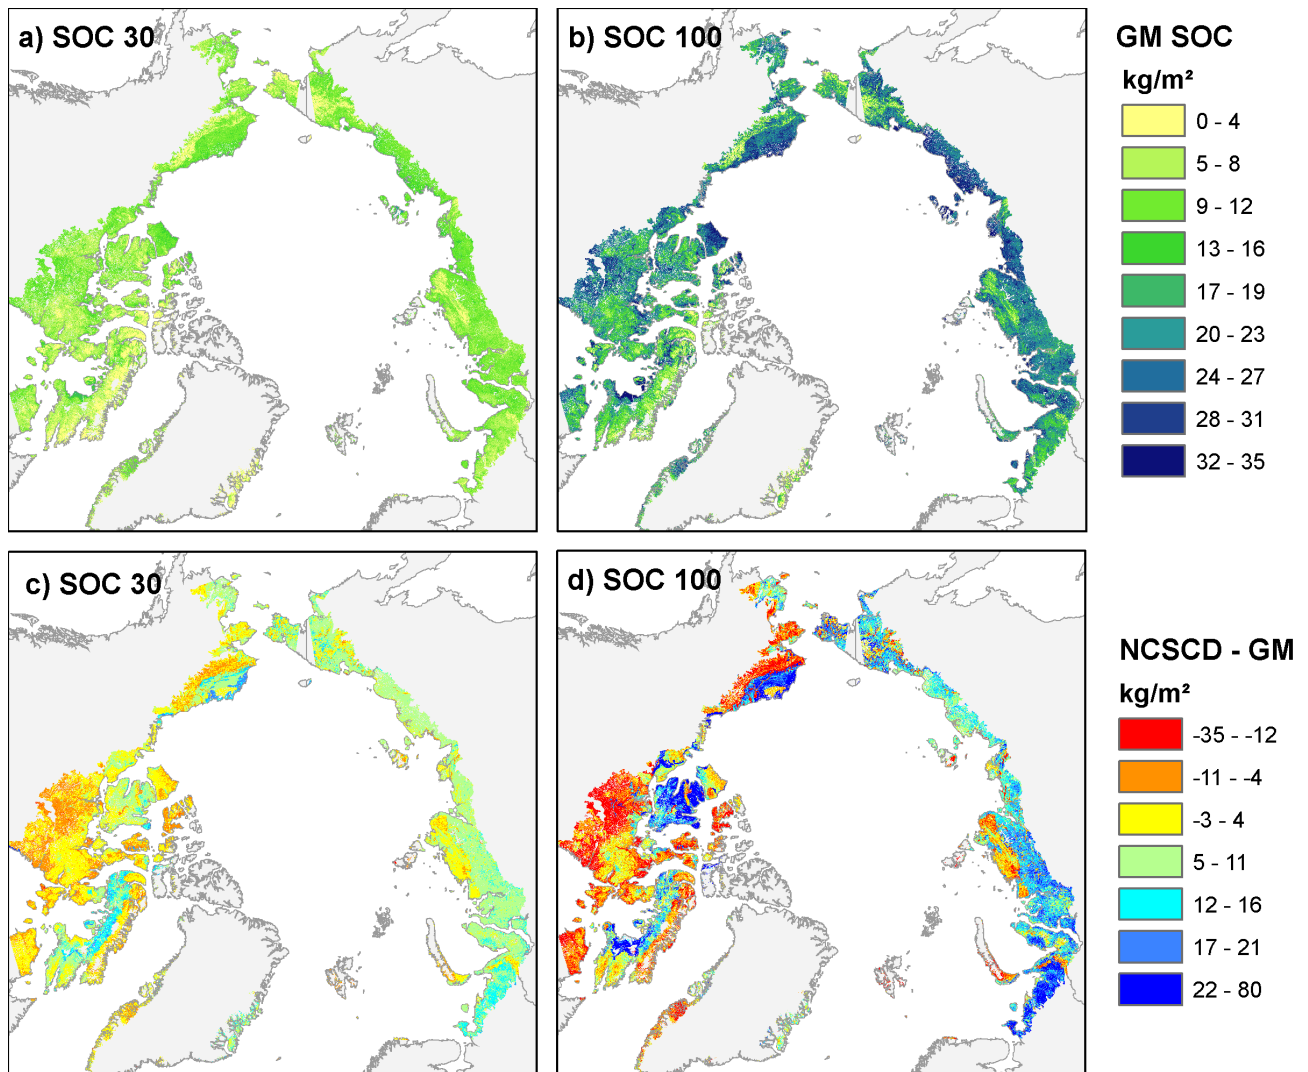 a) SOC 30
b) SOC 100
GM SOC
kg/m²
0 - 4
5 - 8
9 - 12
13 - 16
17 - 19
20 - 23
24 - 27
28 - 31
32 - 35
c) SOC 30
d) SOC 100
NCSCD - GM
kg/m²
-35 - -12
-11 - -4
-3 - 4
5 - 11
12 - 16
17 - 21
22 - 80